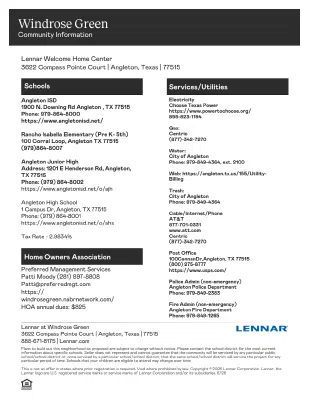 Windrose Green
Community Information
Lennar Welcome Home Center
3622 Compass Pointe Court | Angleton, Texas | 77515
Schools
Angleton ISD
1900 N. Downing Rd Angleton , TX 77515
Phone: 979-864-8000
https://www.angletonisd.net/
Rancho Isabella Elementary (Pre K- 5th)
100 Corral Loop, Angleton TX 77515
(979)864-8007
Angleton Junior High
Address: 1201 E Henderson Rd, Angleton,
TX 77515
Phone: (979) 864-8002
https://www.angletonisd.net/o/ajh
Angleton High School
1 Campus Dr, Angleton, TX 77515
Phone: (979) 864-8001
https://www.angletonisd.net/o/ahs
Tax Rate - 2.9834%
Home Owners Association
Preferred Management Services
Patti Moody (281) 897-8808
Patti@preferredmgt.com
https://
windrosegreen.nabrnetwork.com/
HOA annual dues: $825
Services/Utilities
Electricity
Choose Texas Power
https://www.powertochoose.org/
866-823-1184
Gas:
Centric
(877)-342-7270
Water:
City of Angleton
Phone: 979-849-4364, ext. 2100
Web: https://angleton.tx.us/155/Utility-
Billing
Trash:
City of Angleton
Phone: 979-849-4364
Cable/Internet/Phone
AT&T
877-701-0231
www.att.com
Centric
(877)-342-7270
Post Office
100CannanDr,Angleton, TX 77515
(800) 275-8777
https://www.usps.com/
Police Admin (non-emergency)
Angleton Police Department
Phone: 979-849-2383
Fire Admin (non-emergency)
Angleton Fire Department
Phone: 979-849-1265
Lennar at Windrose Green
3622 Compass Pointe Court | Angleton, Texas | 77515
866-671-6175 | Lennar.com
LENNAR